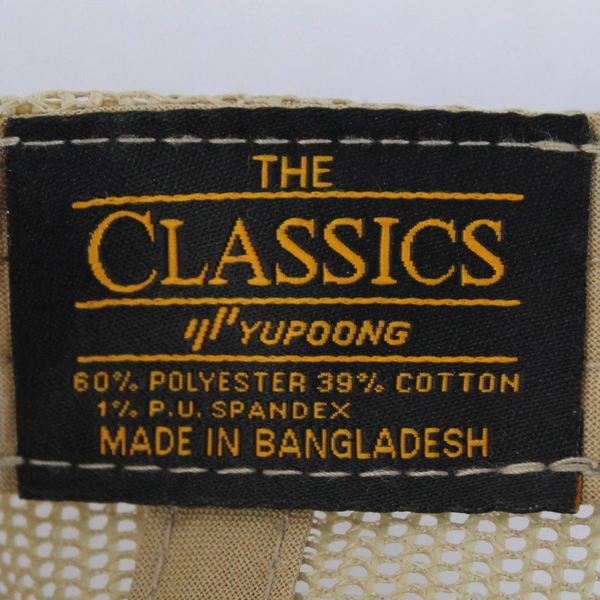 THE
CLASSICS
YUPOONG
60% POLYESTER 39% COTTON
1% P.U. SPANDEX
MADE IN BANGLADESH